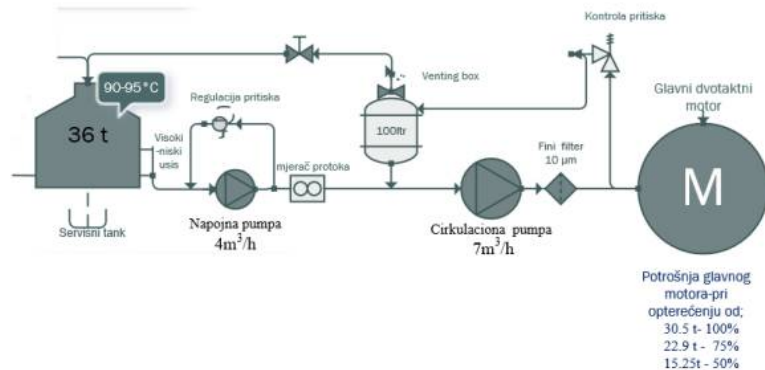 Kontrola pritiska
Venting box
90-95°C
Regulacija pritiska
Glavni dvotaktni
motor
36 t
100ltr
Visoki
-niski
usis
Fini filter
10 µm
mjerač protoka
M
Servisni tank
Napojna pumpa
4m³/h
Cirkulaciona pumpa
7m³/h
Potrošnja glavnog
motora-pri
opterećenju od;
30.5 t- 100%
22.9 t - 75%
15.25t - 50%